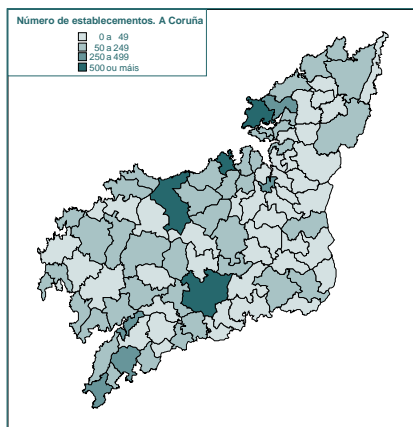 Número de establecementos. A Coruña
0 a 49
50 a 249
250 a 499
500 ou máis